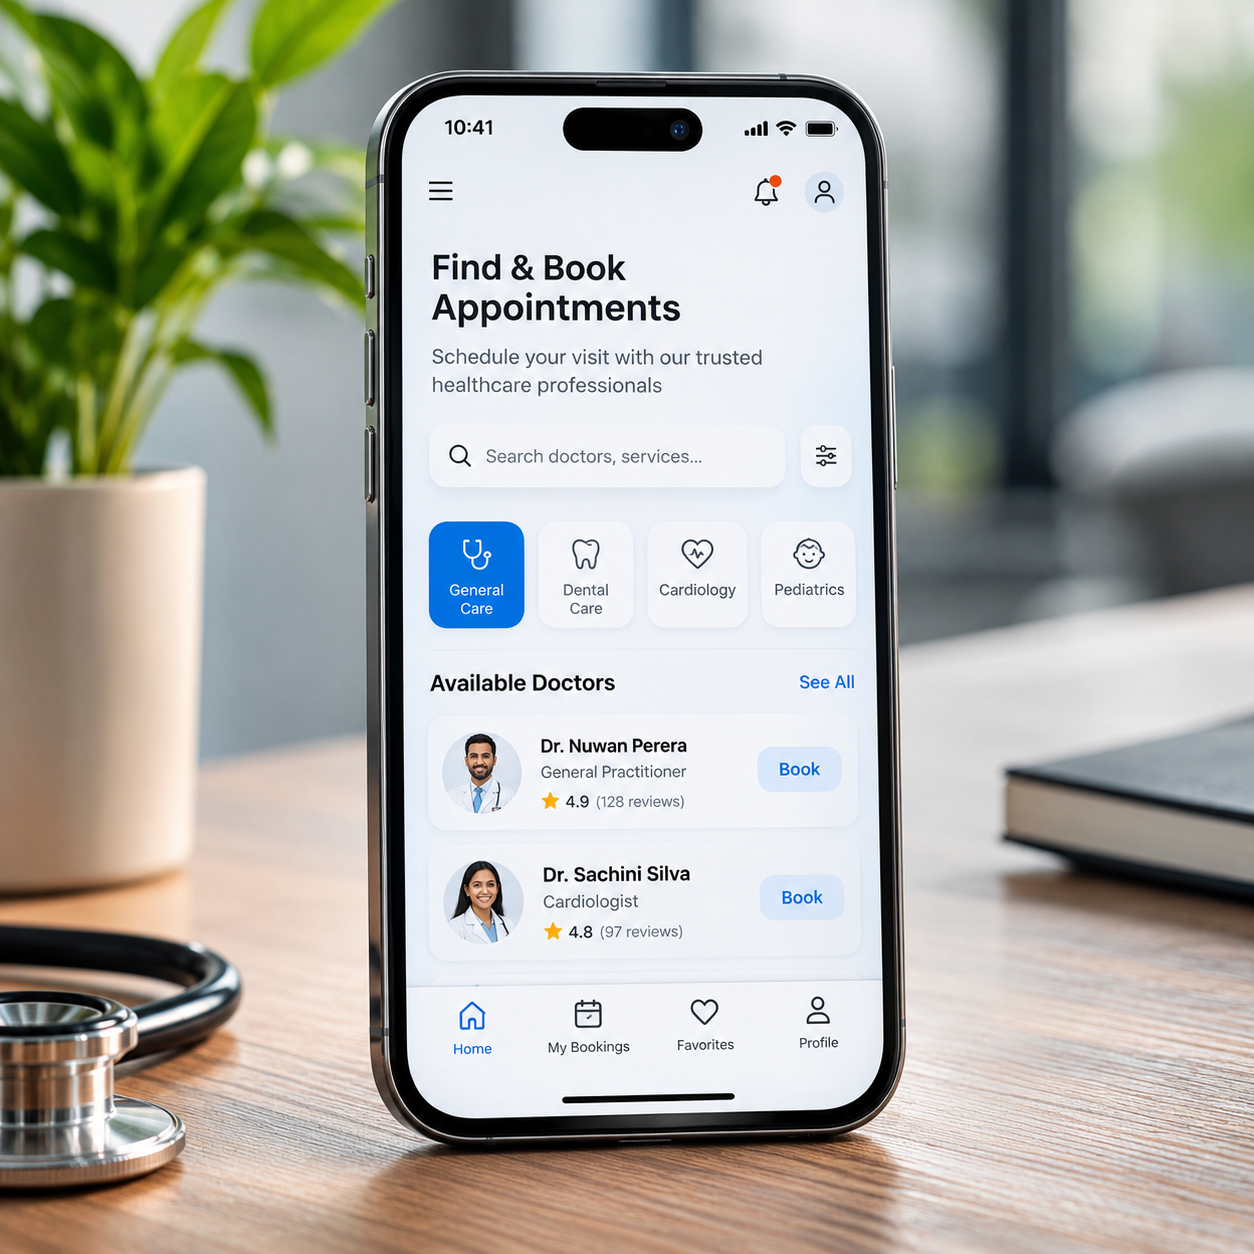 10:41
Find & Book
Appointments
Schedule your visit with our trusted
healthcare professionals
Search doctors, services...
General
Care
Dental
Care
Cardiology
Pediatrics
Available Doctors
See All
Dr. Nuwan Perera
General Practitioner
4.9 (128 reviews)
Book
Dr. Sachini Silva
Cardiologist
4.8 (97 reviews)
Book
Home
My Bookings
Favorites
Profile